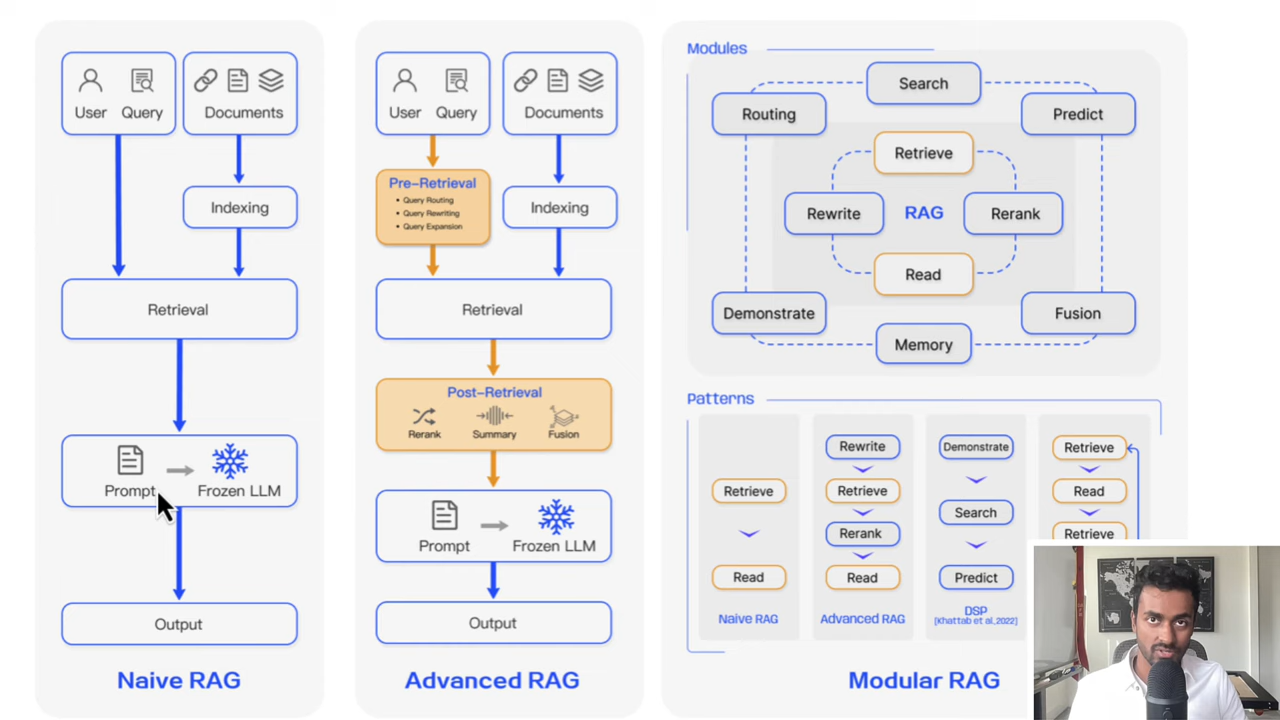 User Query
Documents
Indexing
Retrieval
Prompt
Frozen LLM
Output
Naive RAG
User Query
Documents
Pre-Retrieval
• Query Routing
• Query Rewriting
• Query Expansion
Indexing
Retrieval
Post-Retrieval
Rerank
Summary
Fusion
Prompt
Frozen LLM
Output
Advanced RAG
Modules
Search
Routing
Predict
Retrieve
Rewrite
RAG
Rerank
Read
Demonstrate
Fusion
Memory
Patterns
Retrieve
Read
Naive RAG
Rewrite
Retrieve
Rerank
Read
Advanced RAG
Demonstrate
Search
Predict
DSP
[Khattab et al.,2022]
Retrieve
Read
Retrieve
Modular RAG